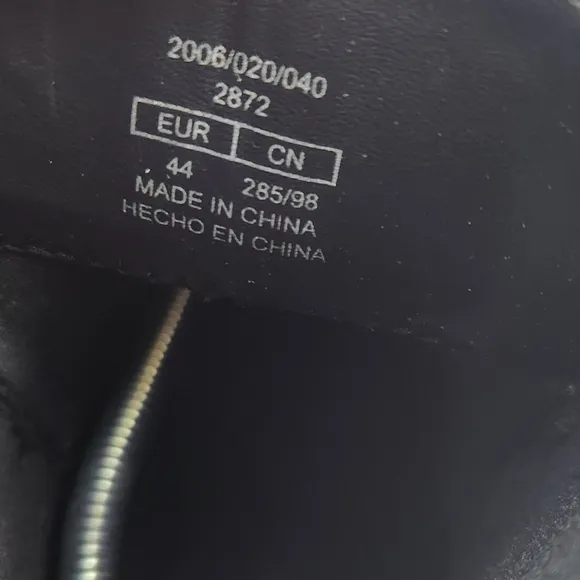 2006/020/040
2872
EUR CN
44 285/98
MADE IN CHINA
HECHO EN CHINA